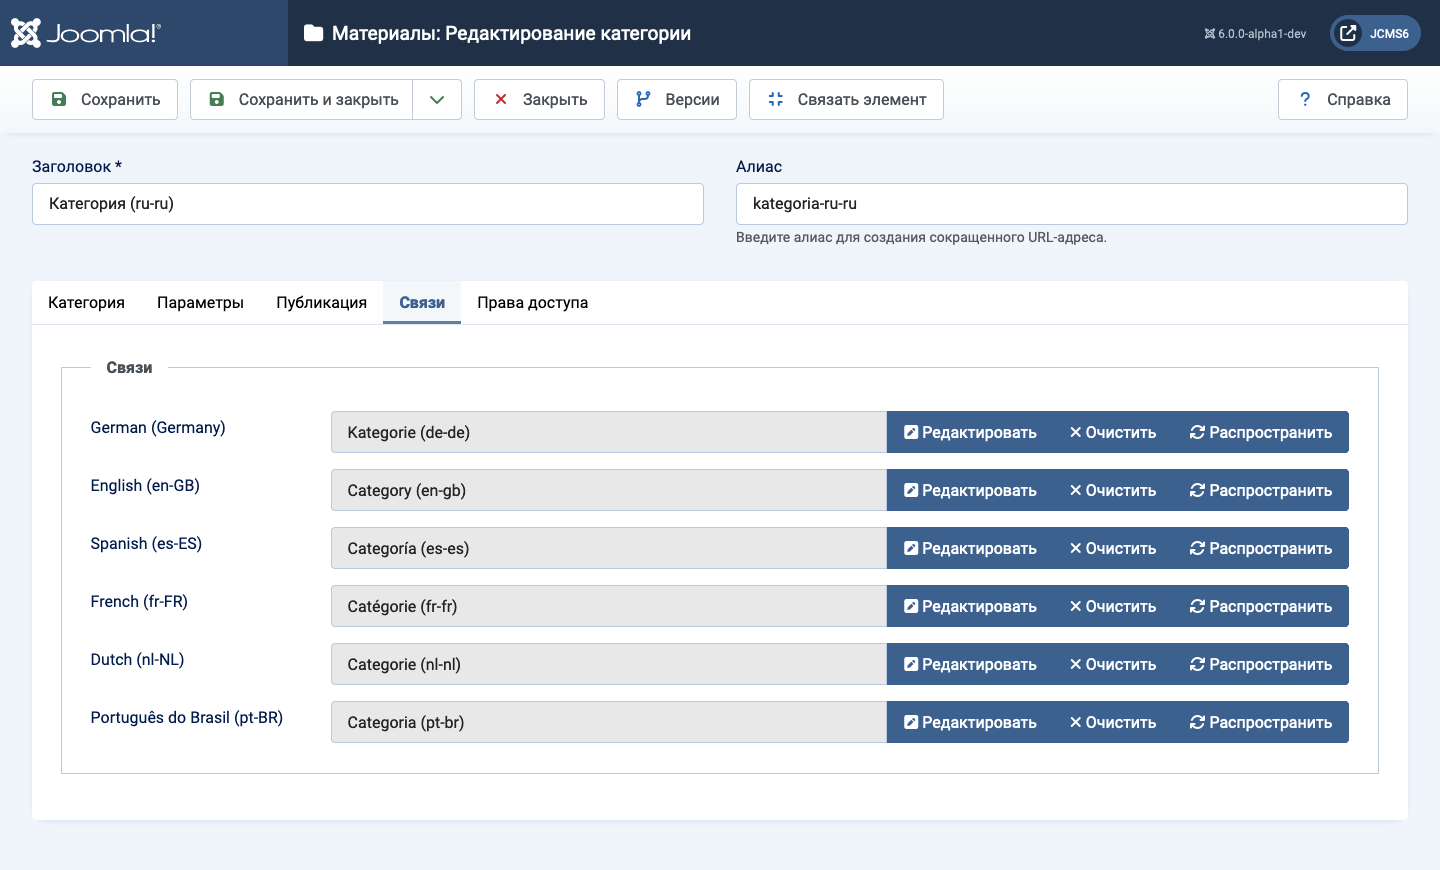 Joomla!®
Материалы: Редактирование категории
6.0.0-alpha1-dev
JCMS6
Сохранить
Сохранить и закрыть
Закрыть
Версии
Связать элемент
? Справка
Заголовок *
Категория (ru-ru)
Алиас
kategoria-ru-ru
Введите алиас для создания сокращенного URL-адреса.
Категория
Параметры
Публикация
Связи
Права доступа
Связи
German (Germany)
Kategorie (de-de)
Редактировать
Очистить
Распространить
English (en-GB)
Category (en-gb)
Редактировать
Очистить
Распространить
Spanish (es-ES)
Categoría (es-es)
Редактировать
Очистить
Распространить
French (fr-FR)
Catégorie (fr-fr)
Редактировать
Очистить
Распространить
Dutch (nl-NL)
Categorie (nl-nl)
Редактировать
Очистить
Распространить
Português do Brasil (pt-BR)
Categoria (pt-br)
Редактировать
Очистить
Распространить